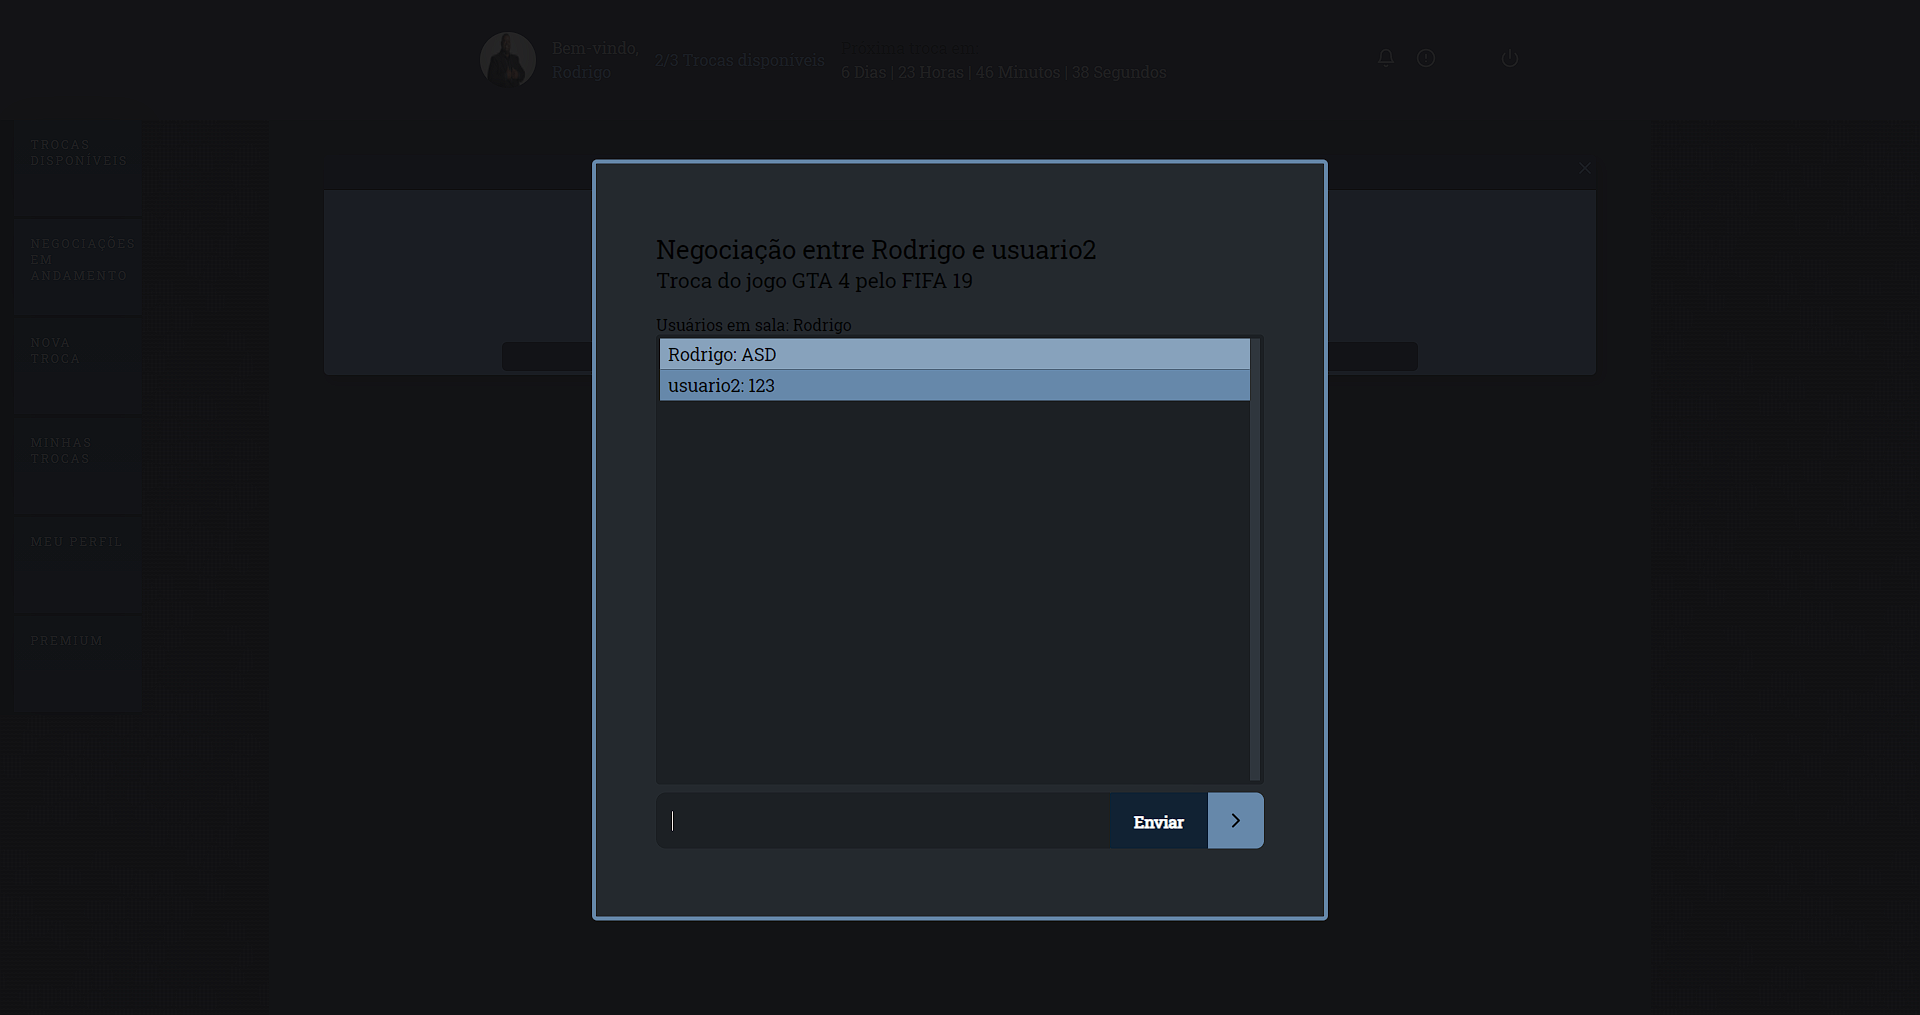 Bem-vindo,
Rodrigo
2/3 Trocas disponíveis
6 Dias | 23 Horas | 46 Minutos | 38 Segundos
TROCAS
DISPONÍVEIS
NEGOCIAÇÕES
EM
ANDAMENTO
NOVA
TROCA
MINHAS
TROCAS
MEU PERFIL
PREMIUM
Negociação entre Rodrigo e usuario2
Troca do jogo GTA 4 pelo FIFA 19
Usuários em sala: Rodrigo
Rodrigo: ASD
usuario2: 123
Enviar